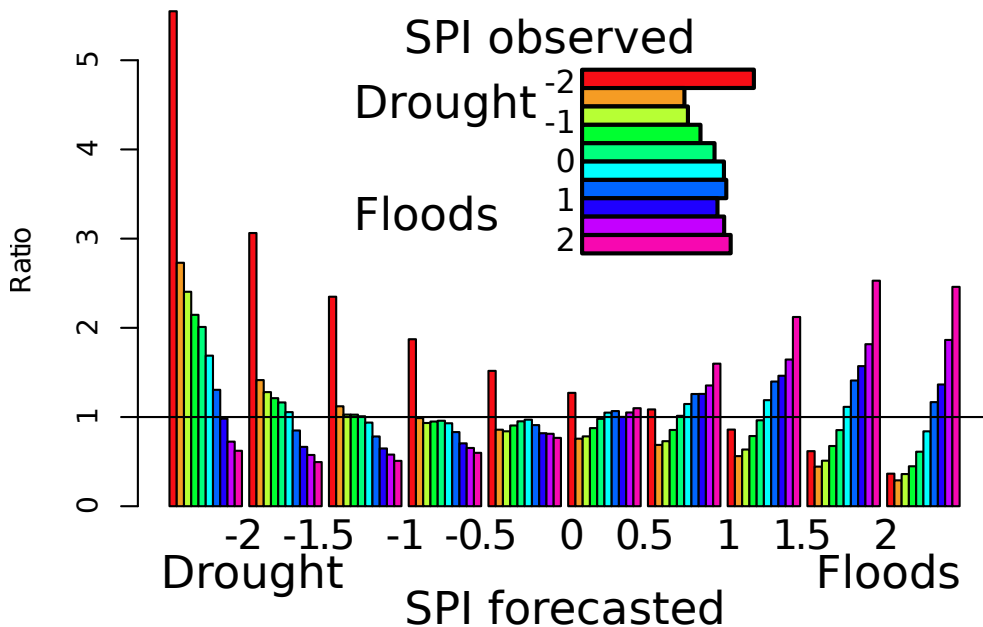 SPI observed
Drought
Floods
-2
-1
0
1
2
Ratio
5
4
3
2
1
0
-2 -1.5 -1 -0.5 0 0.5 1 1.5 2
Drought Floods
SPI forecasted